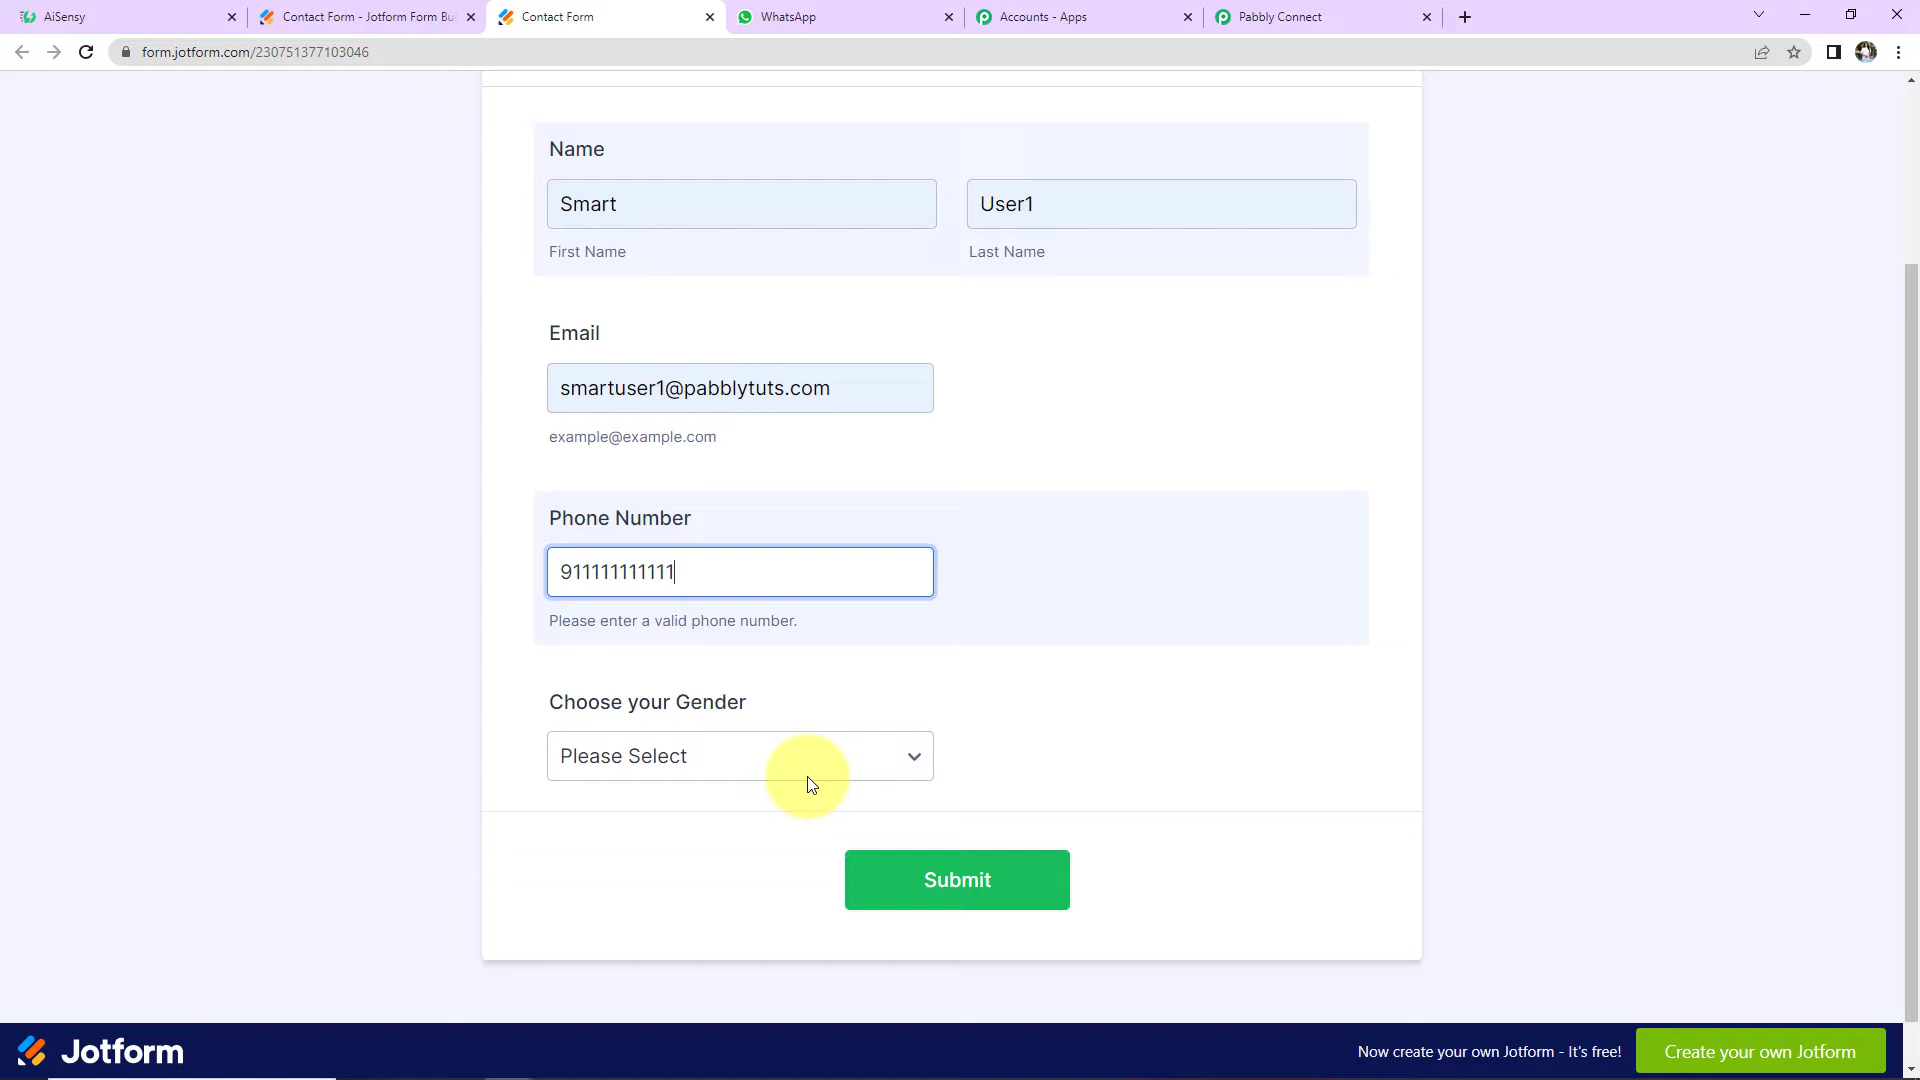 AiSensy
Contact Form - Jotform Form Bui
Contact Form
WhatsApp
Accounts - Apps
Pabbly Connect
form.jotform.com/230751377103046
Name
Smart
User1
First Name
Last Name
Email
smartuser1@pabblytuts.com
example@example.com
Phone Number
911111111111
Please enter a valid phone number.
Choose your Gender
Please Select
Submit
Jotform
Now create your own Jotform - It's free!
Create your own Jotform